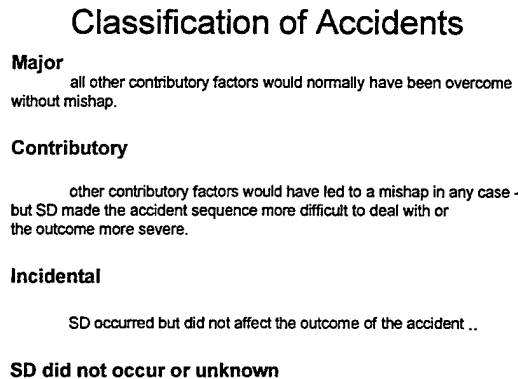 Classification of Accidents
Major
all other contributory factors would normally have been overcome
without mishap.
Contributory
other contributory factors would have led to a mishap in any case -
but SD made the accident sequence more difficult to deal with or
the outcome more severe.
Incidental
SD occurred but did not affect the outcome of the accident ..
SD did not occur or unknown